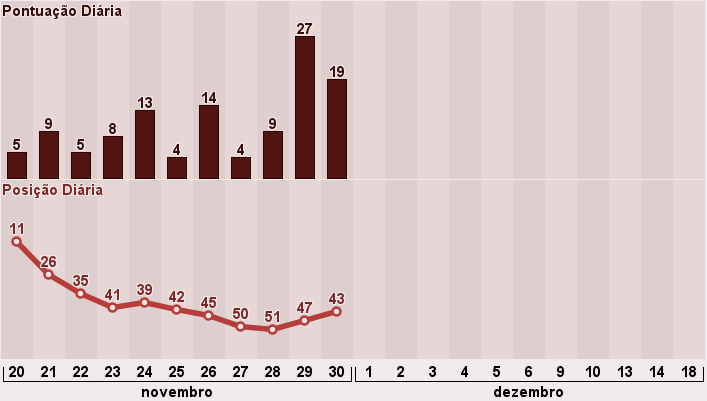 Pontuação Diária
5 9 5 8 13 4 14 4 9 27 19
Posição Diária
11 26 35 41 39 42 45 50 51 47 43
20 21 22 23 24 25 26 27 28 29 30 1 2 3 4 5 6 9 10 13 14 18
novembro dezembro